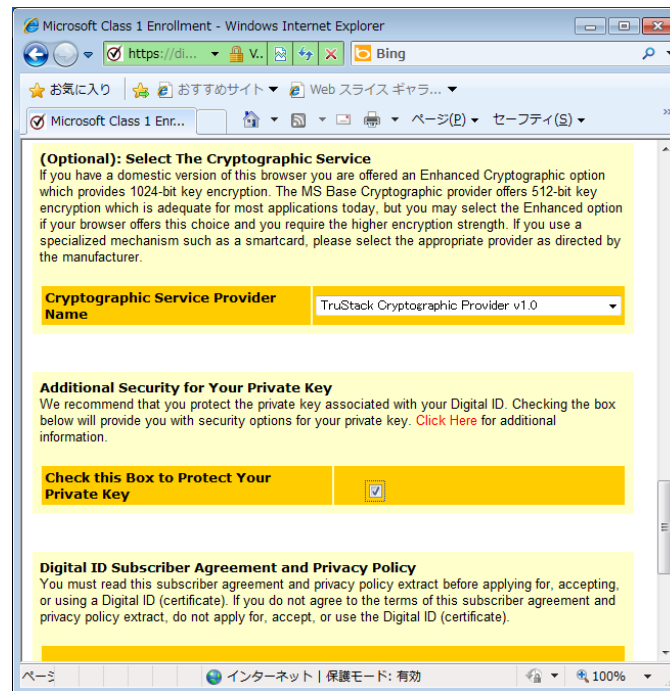 Microsoft Class 1 Enrollment - Windows Internet Explorer
https://di... V.. Bing
お気に入り おすすめサイト Web スライス ギャラ...
Microsoft Class 1 Enr... ページ(P) セーフティ(S) »
(Optional): Select The Cryptographic Service
If you have a domestic version of this browser you are offered an Enhanced Cryptographic option
which provides 1024-bit key encryption. The MS Base Cryptographic provider offers 512-bit key
encryption which is adequate for most applications today, but you may select the Enhanced option
if your browser offers this choice and you require the higher encryption strength. If you use a
specialized mechanism such as a smartcard, please select the appropriate provider as directed by
the manufacturer.
Cryptographic Service Provider
Name
TruStack Cryptographic Provider v1.0
Additional Security for Your Private Key
We recommend that you protect the private key associated with your Digital ID. Checking the box
below will provide you with security options for your private key. Click Here for additional
information.
Check this Box to Protect Your
Private Key
Digital ID Subscriber Agreement and Privacy Policy
You must read this subscriber agreement and privacy policy extract before applying for, accepting,
or using a Digital ID (certificate). If you do not agree to the terms of this subscriber agreement and
privacy policy extract, do not apply for, accept, or use the Digital ID (certificate).
インターネット | 保護モード: 有効 100%